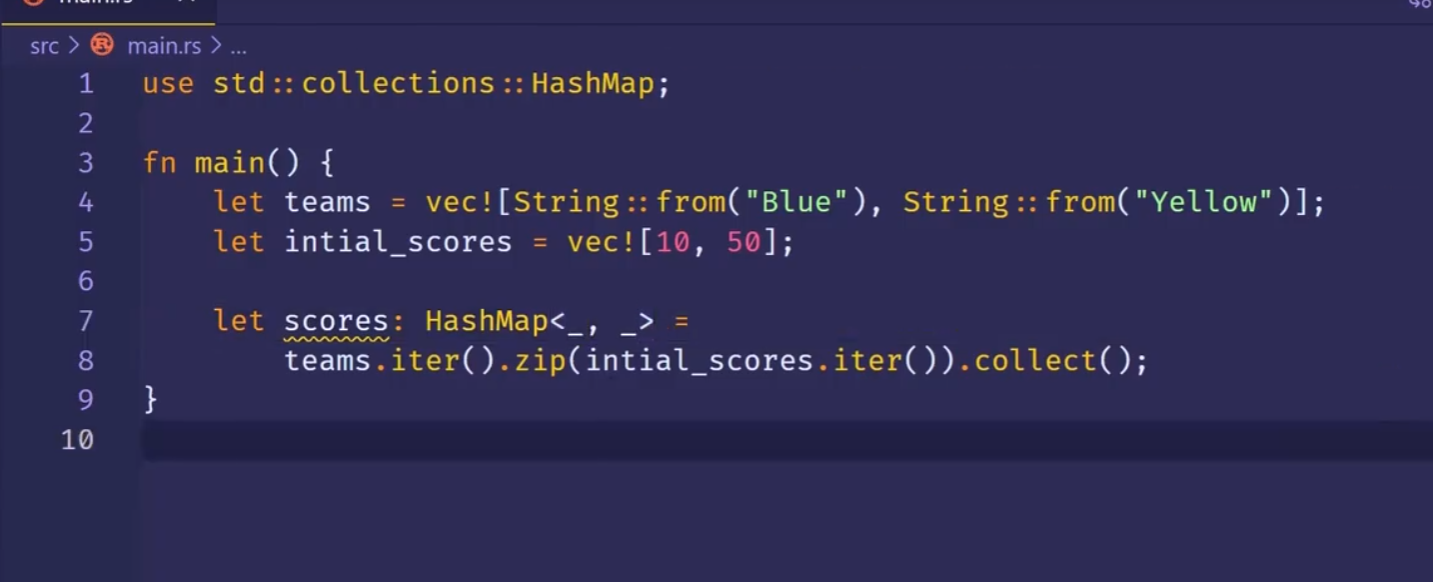 main.rs
src > main.rs > ...
1 use std::collections::HashMap;
2
3 fn main() {
4     let teams = vec![String::from("Blue"), String::from("Yellow")];
5     let intial_scores = vec![10, 50];
6
7     let scores: HashMap<_, _> =
8         teams.iter().zip(intial_scores.iter()).collect();
9 }
10